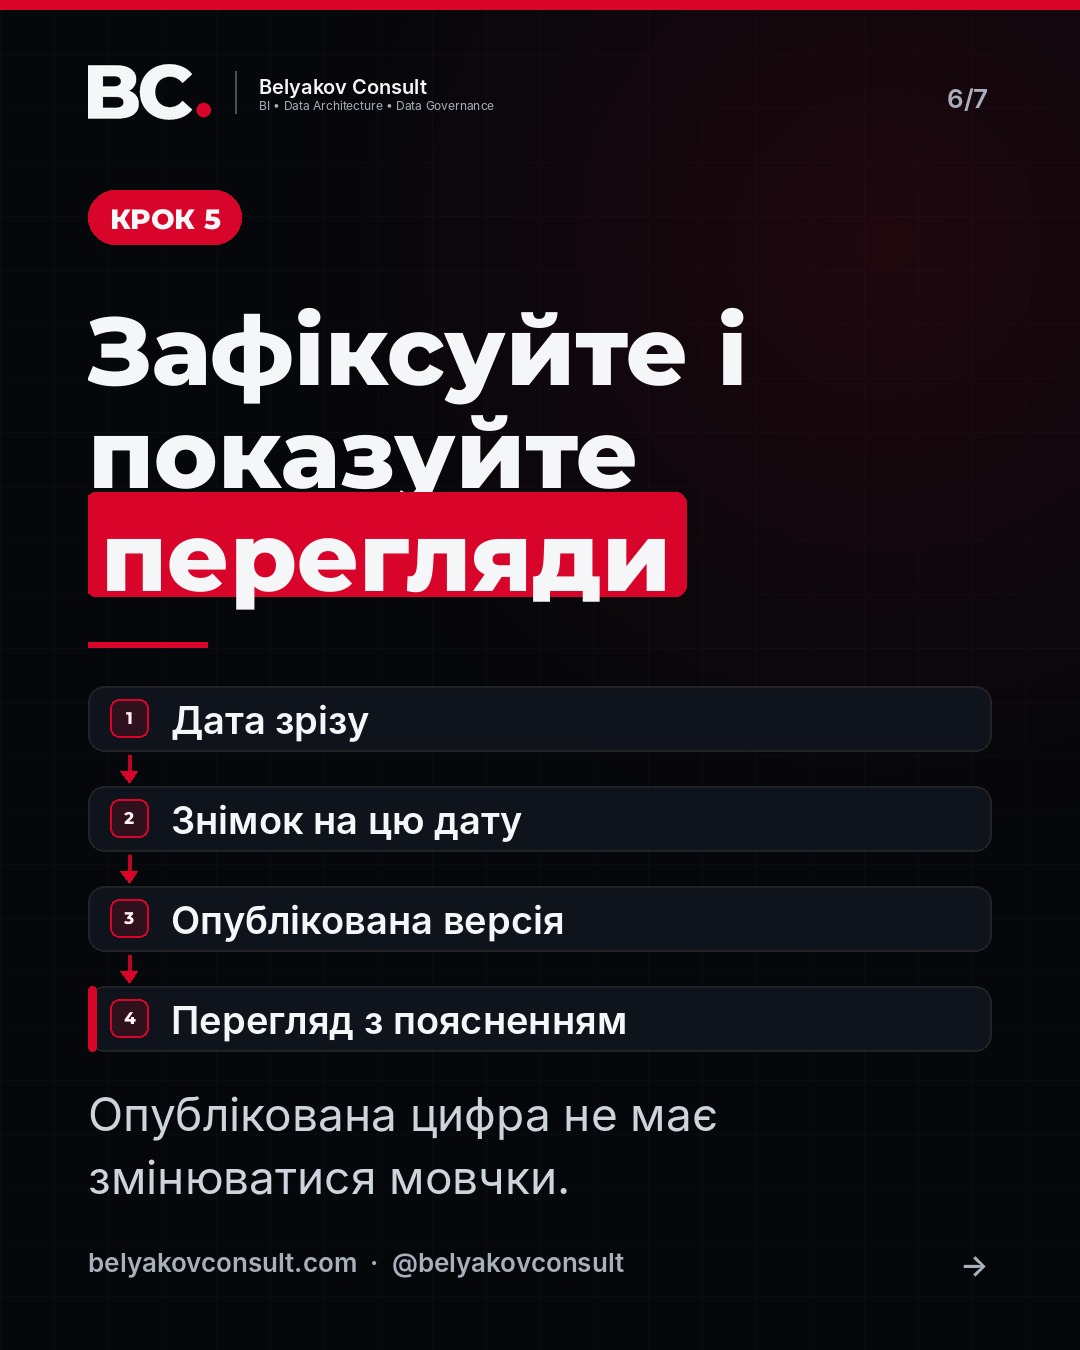 BC.
Belyakov Consult
BI • Data Architecture • Data Governance
6/7
КРОК 5
Зафіксуйте і
показуйте
перегляди
1 Дата зрізу
2 Знімок на цю дату
3 Опублікована версія
4 Перегляд з поясненням
Опублікована цифра не має
змінюватися мовчки.
belyakovconsult.com · @belyakovconsult →